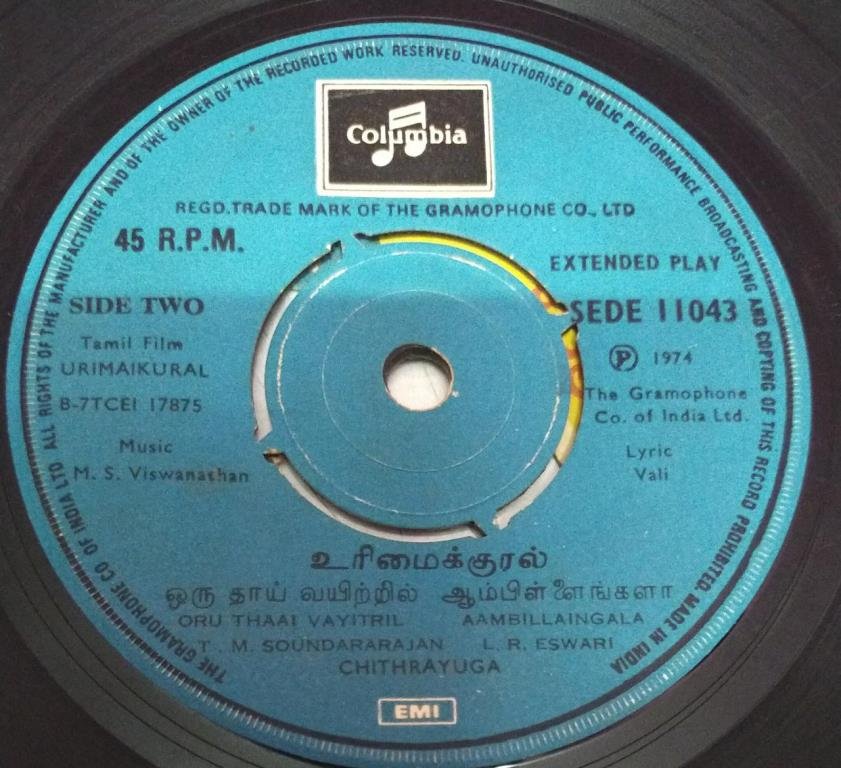 THE GRAMOPHONE CO OF INDIA LTD ALL RIGHTS OF THE MANUFACTURER AND OF THE OWNER OF THE RECORDED WORK RESERVED. UNAUTHORISED PUBLIC PERFORMANCE BROADCASTING AND COPYING OF THIS RECORD PROHIBITED. MADE IN INDIA
Columbia
REGD.TRADE MARK OF THE GRAMOPHONE CO., LTD
45 R.P.M.
EXTENDED PLAY
SIDE TWO
SEDE 11043
Tamil Film
URIMAIKURAL
Ⓟ 1974
B-7TCEI 17875
The Gramophone
Co. of India Ltd.
Music
M. S. Viswanathan
Lyric
Vali
உரிமைக்குரல்
ஒரு தாய் வயிற்றில் ஆம்பிள்ளைங்களா
ORU THAAI VAYITRIL AAMBILLAINGALA
T. M. SOUNDARARAJAN L. R. ESWARI
CHITHRAYUGA
EMI